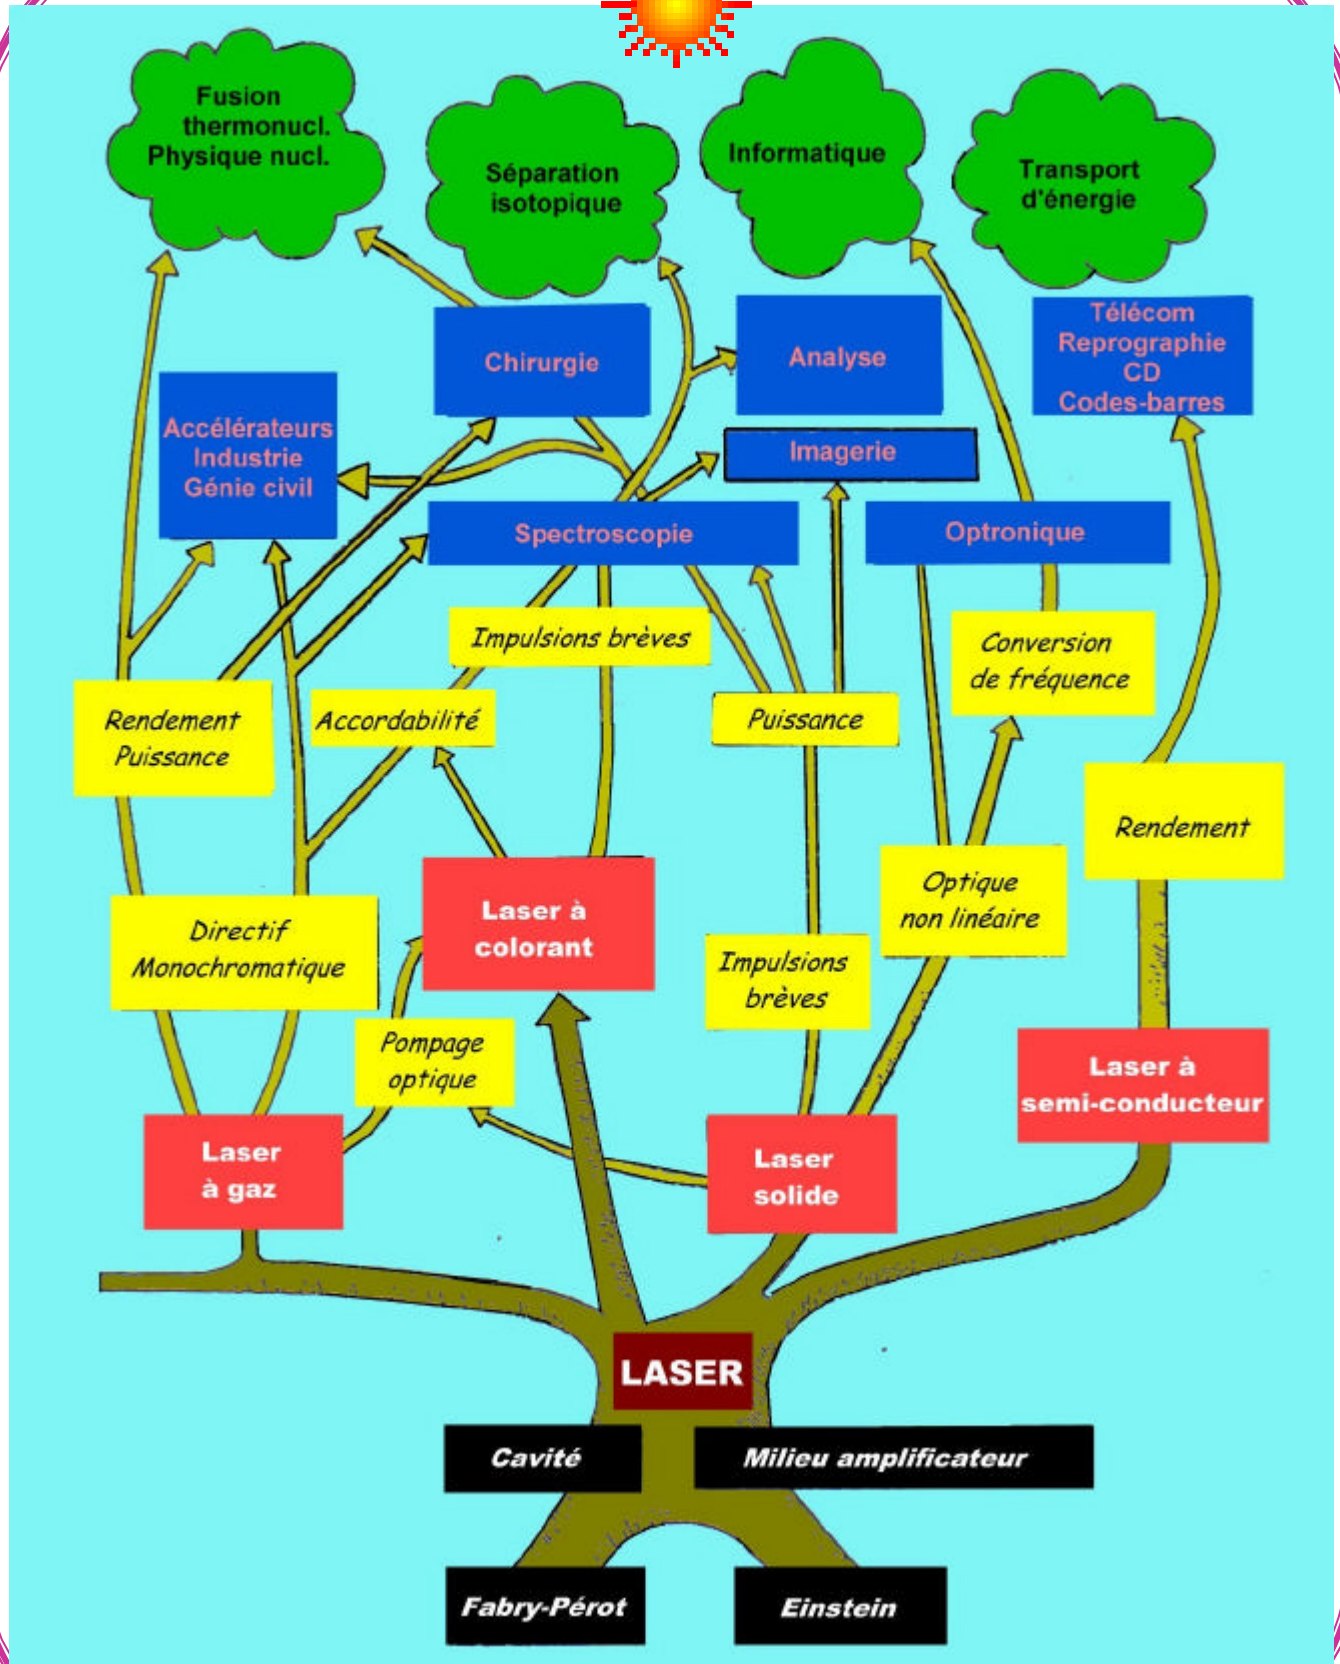 Fusion
thermonucl.
Physique nucl.
Séparation
isotopique
Informatique
Transport
d'énergie
Chirurgie
Analyse
Télécom
Reprographie
CD
Codes-barres
Accélérateurs
Industrie
Génie civil
Imagerie
Spectroscopie
Optronique
Impulsions brèves
Conversion
de fréquence
Rendement
Puissance
Accordabilité
Puissance
Rendement
Optique
non linéaire
Directif
Monochromatique
Laser à
colorant
Impulsions
brèves
Pompage
optique
Laser à
semi-conducteur
Laser
à gaz
Laser
solide
LASER
Cavité
Milieu amplificateur
Fabry-Pérot
Einstein